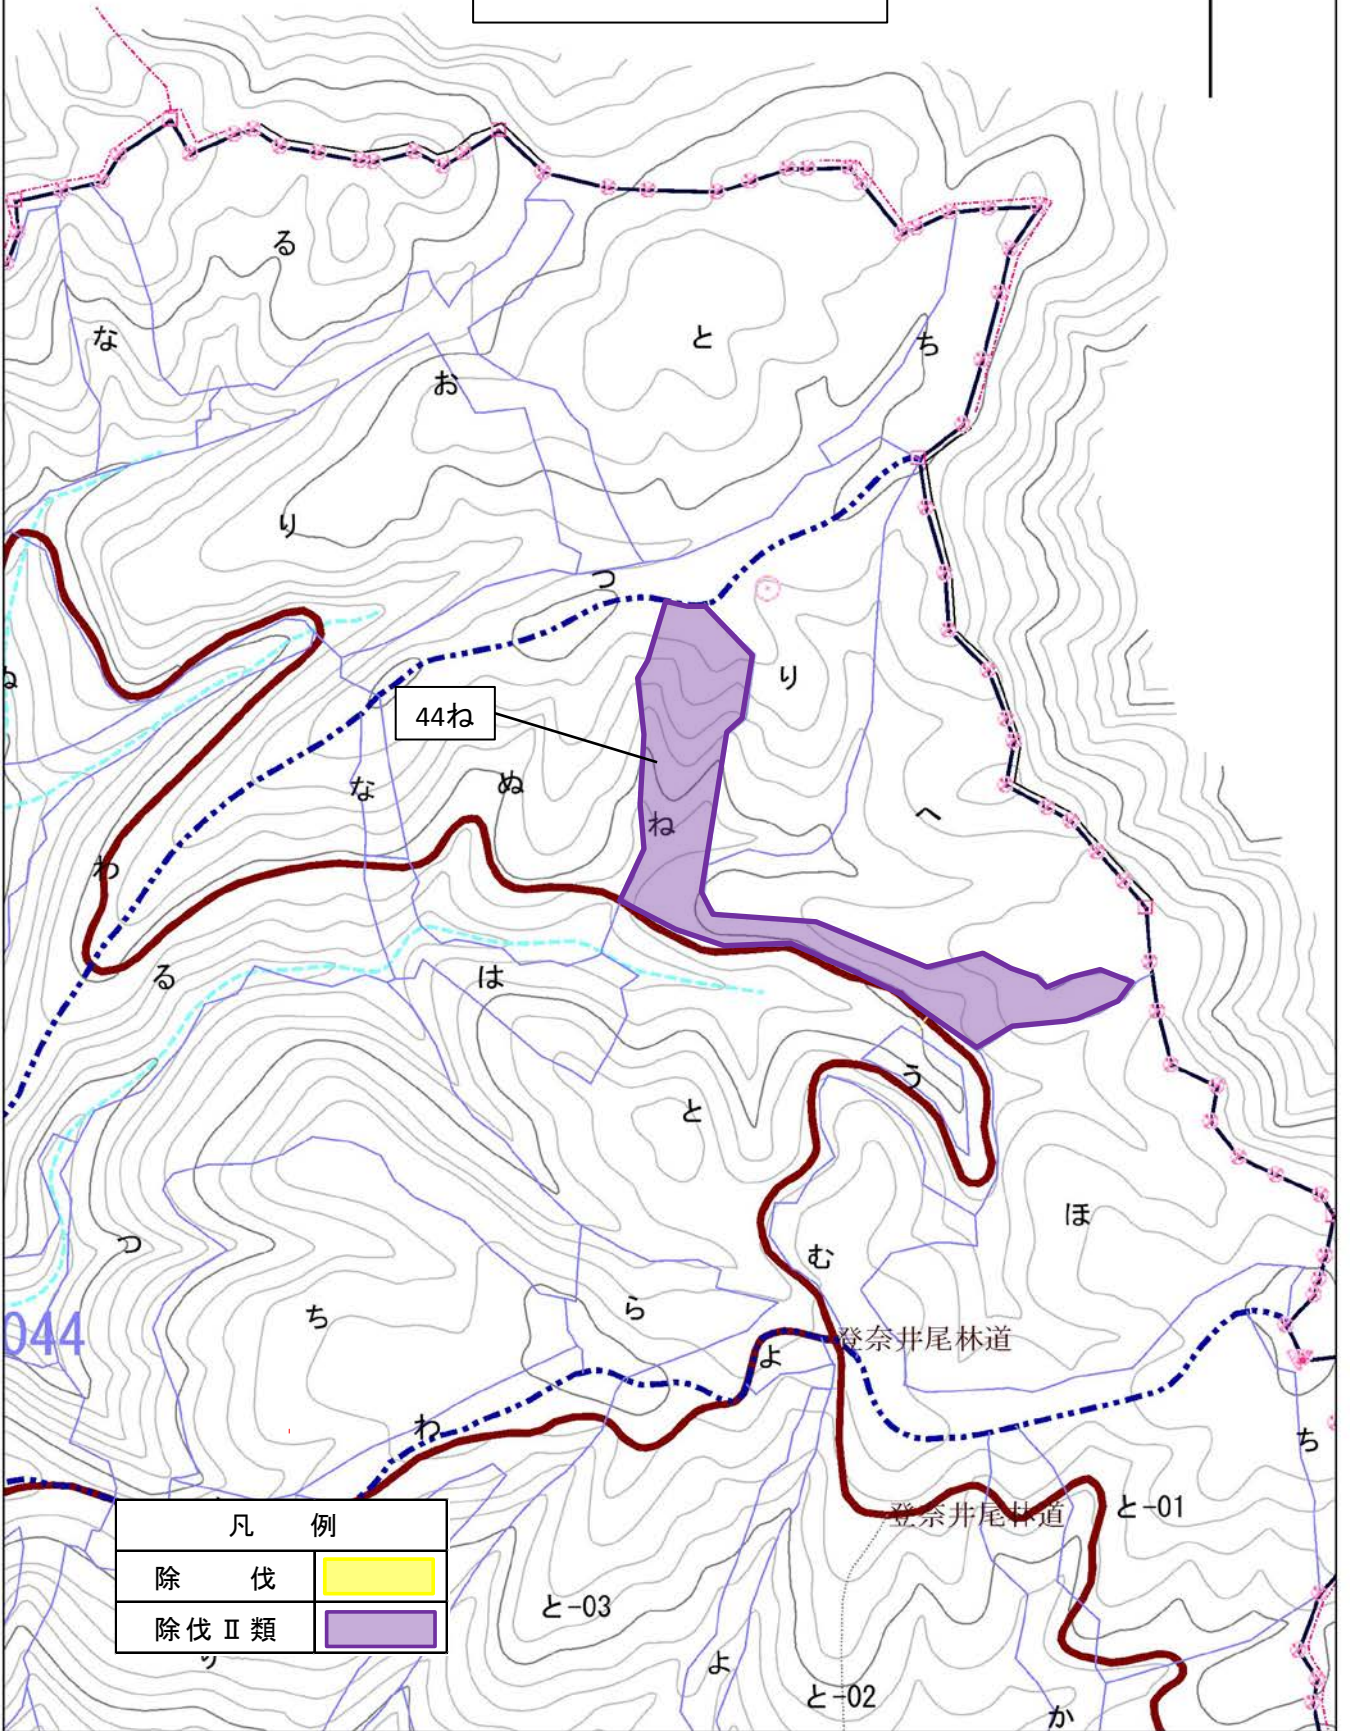 る
な
と
ち
お
り
つ
ね
り
44ね
な
ぬ
ね
へ
わ
る
は
う
と
ほ
つ
む
ち
ら
044
登奈井尾林道
よ
わ
ち
登奈井尾林道
と-01
凡 例
除 伐
除伐Ⅱ類
と-03
り
よ
と-02
か